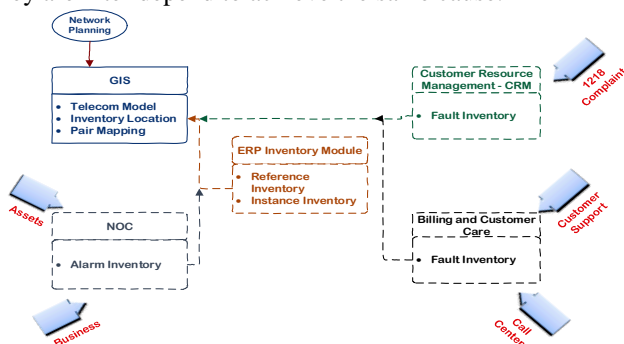 Network
Planning
GIS
• Telecom Model
• Inventory Location
• Pair Mapping
Customer Resource
Management - CRM
• Fault Inventory
1218
Complaint
ERP Inventory Module
• Reference
Inventory
• Instance Inventory
Assets
NOC
• Alarm Inventory
Business
Billing and Customer
Care
• Fault Inventory
Customer
Support
Call
Center